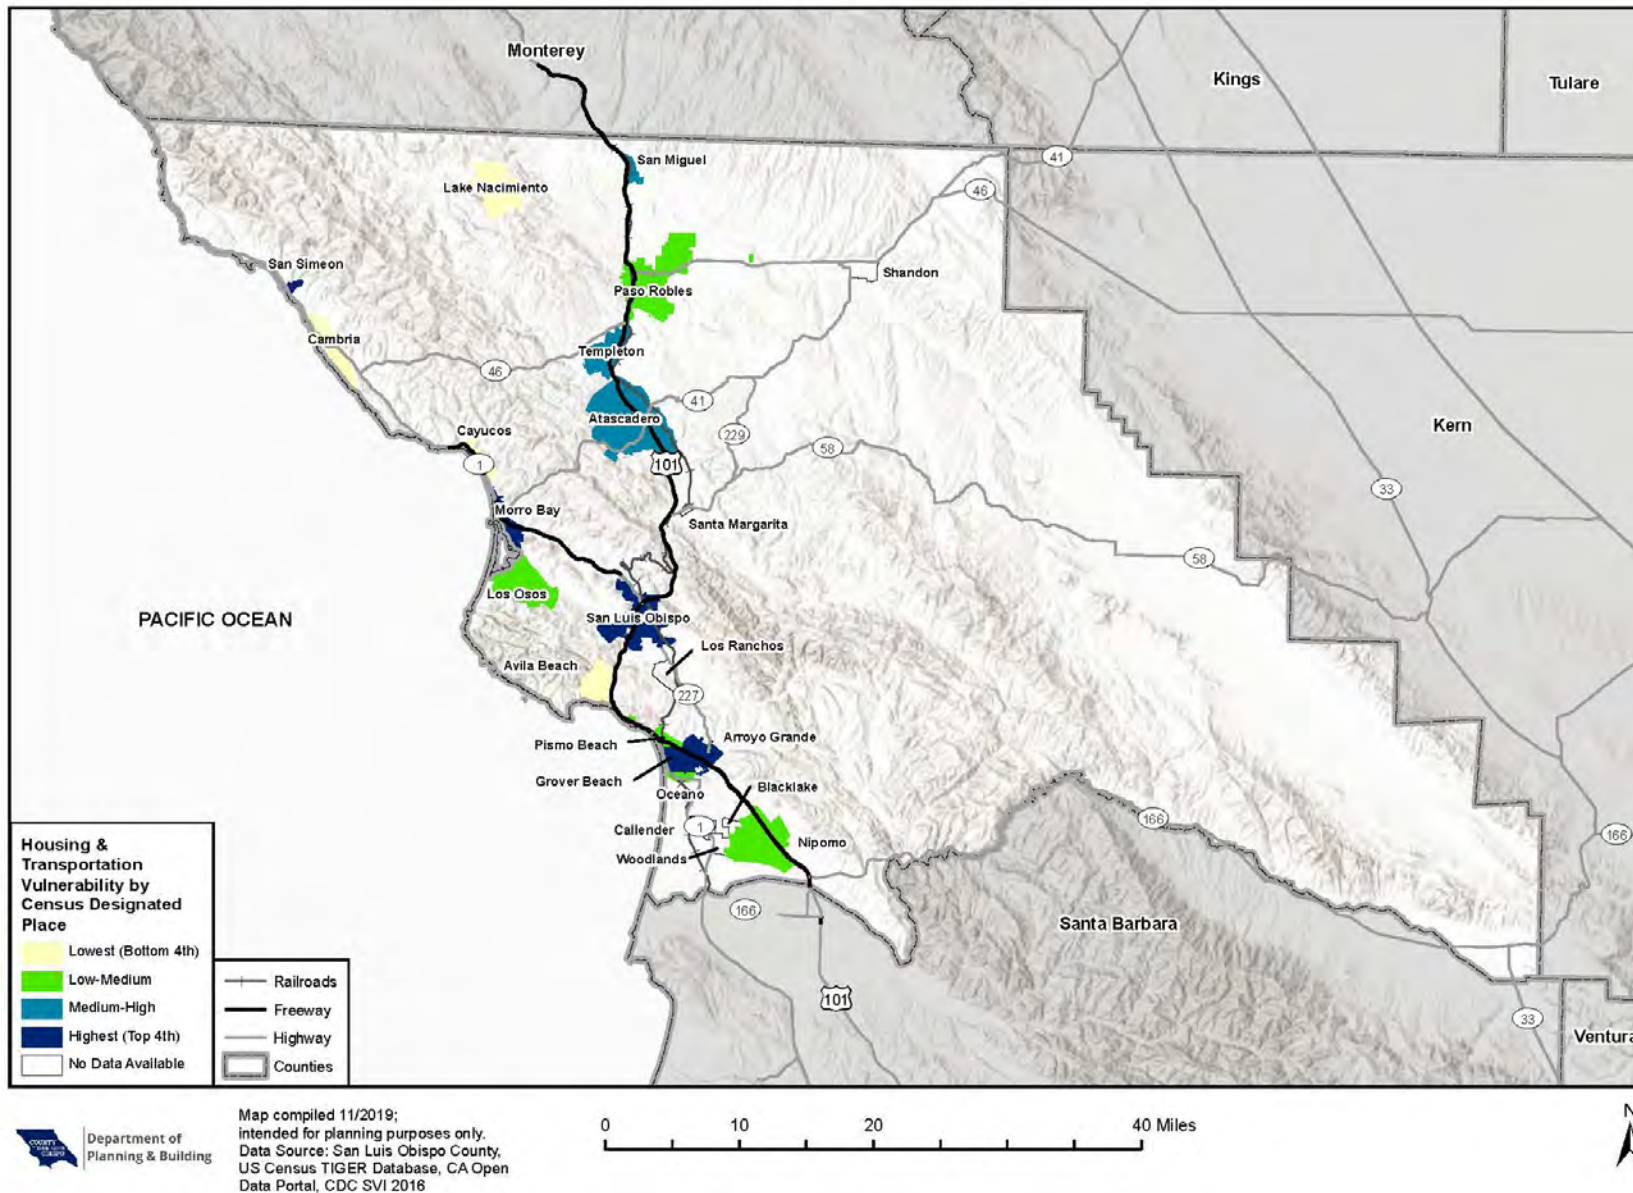 Monterey
Kings
Tulare
41
San Miguel
46
Lake Nacimiento
San Simeon
Shandon
Paso Robles
Cambria
Templeton
46
41
Atascadero
229
Kern
Cayucos
58
1
101
33
Morro Bay
Santa Margarita
58
Los Osos
PACIFIC OCEAN
San Luis Obispo
Los Ranchos
Avila Beach
227
Pismo Beach
Arroyo Grande
Grover Beach
Oceano
Blacklake
Callender
1
166
166
Nipomo
Woodlands
166
Santa Barbara
101
33
Ventura
Housing &
Transportation
Vulnerability by
Census Designated
Place
Lowest (Bottom 4th)
Low-Medium
Medium-High
Highest (Top 4th)
No Data Available
Railroads
Freeway
Highway
Counties
COUNTY
OBISPO
Department of
Planning & Building
Map compiled 11/2019;
intended for planning purposes only.
Data Source: San Luis Obispo County,
US Census TIGER Database, CA Open
Data Portal, CDC SVI 2016
0 10 20 40 Miles
N